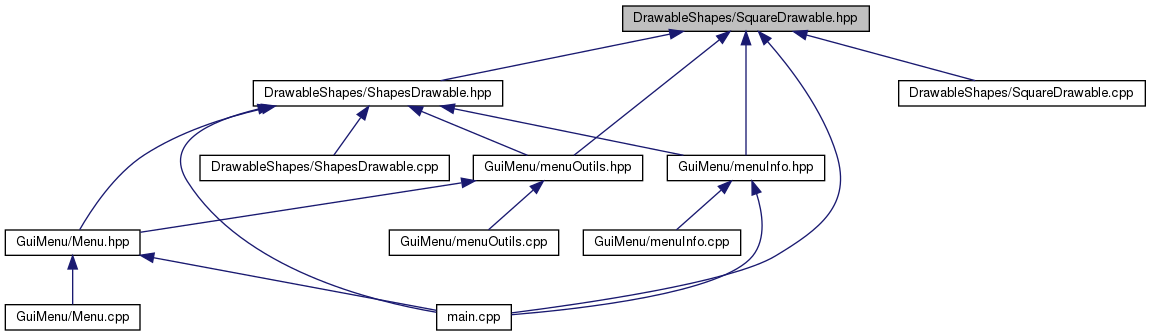 DrawableShapes/SquareDrawable.hpp
DrawableShapes/ShapesDrawable.hpp
DrawableShapes/SquareDrawable.cpp
DrawableShapes/ShapesDrawable.cpp
GuiMenu/menuOutils.hpp
GuiMenu/menuInfo.hpp
GuiMenu/Menu.hpp
GuiMenu/menuOutils.cpp
GuiMenu/menuInfo.cpp
GuiMenu/Menu.cpp
main.cpp